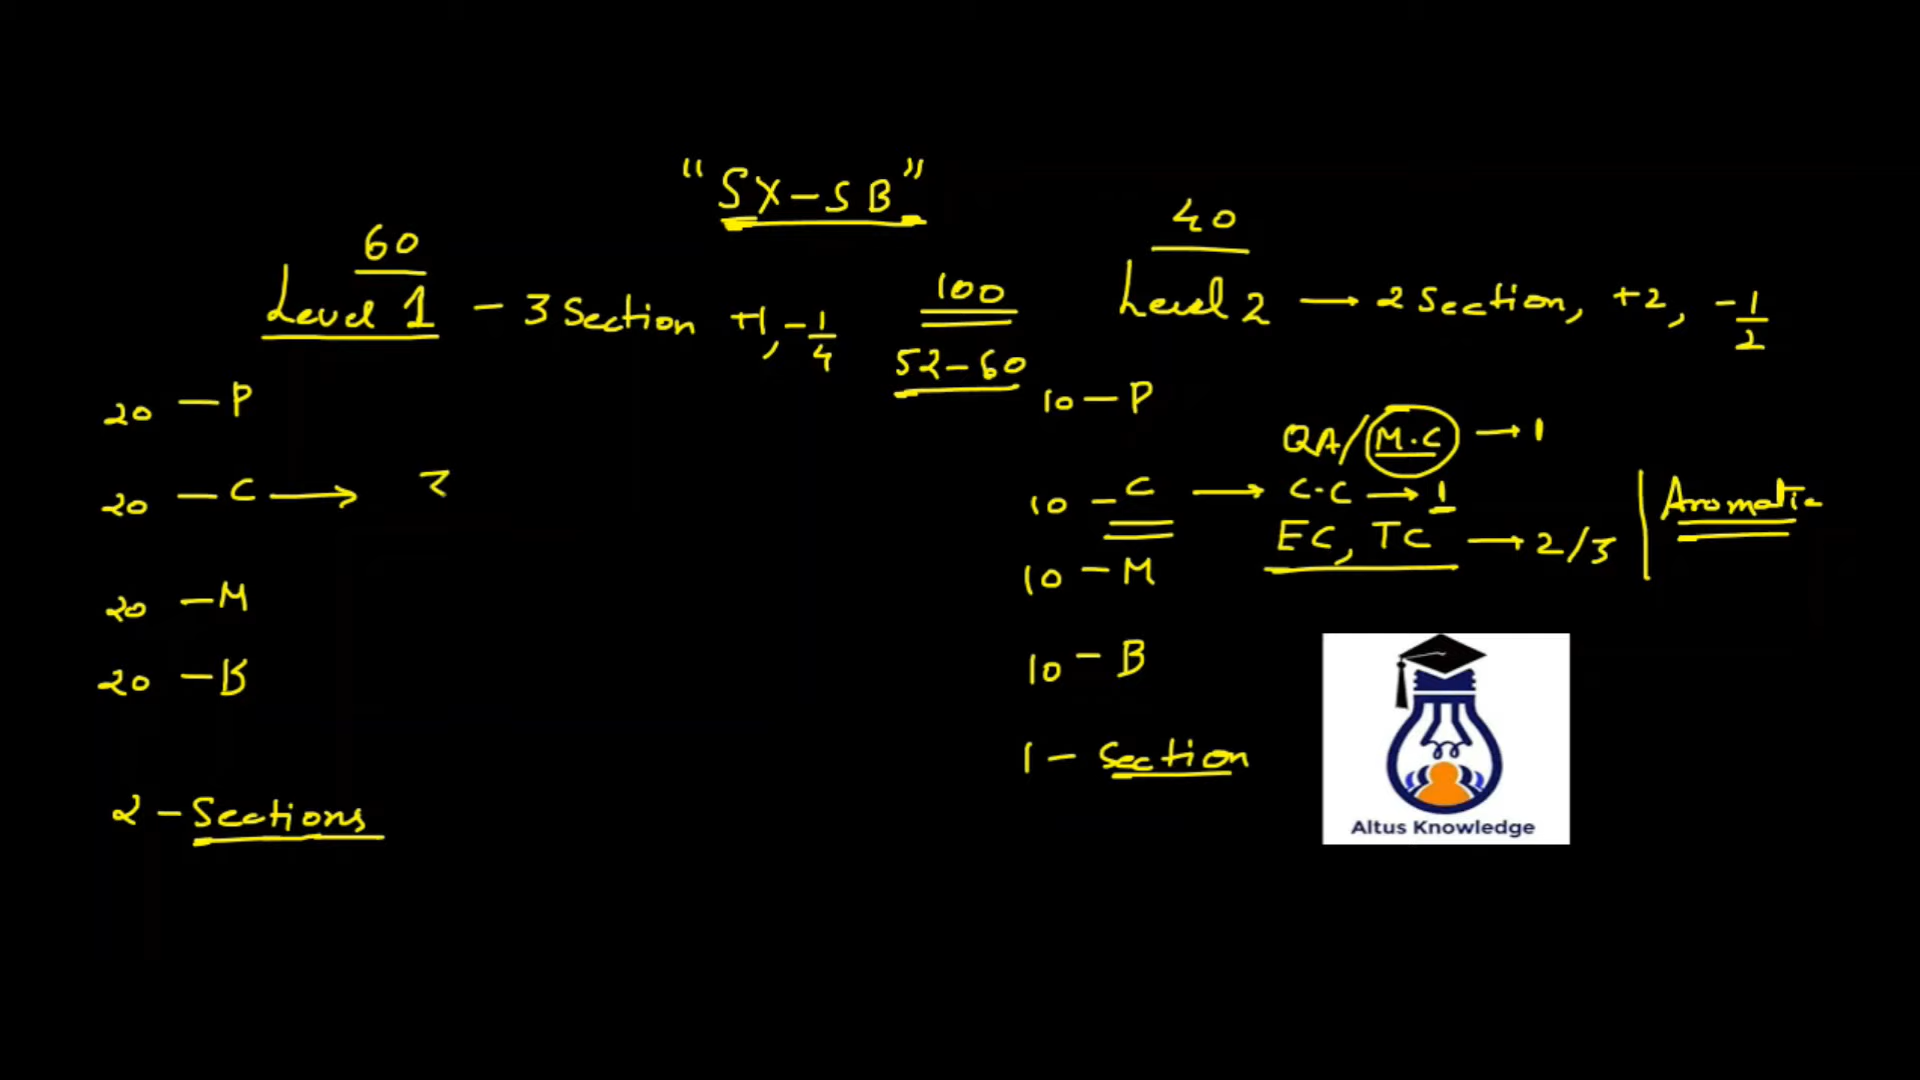 "SX-SB"
60
Level 1 - 3 Section +1, -1/4
20 - P
20 - C →
20 - M
20 - B
2 - Sections
100
52-60
40
Level 2 → 2 Section, +2, -1/2
10 - P
QA/M.C → 1
10 - C → C.C → 1
EC, TC → 2/3
Aromatic
10 - M
10 - B
1 - Section
Altus Knowledge